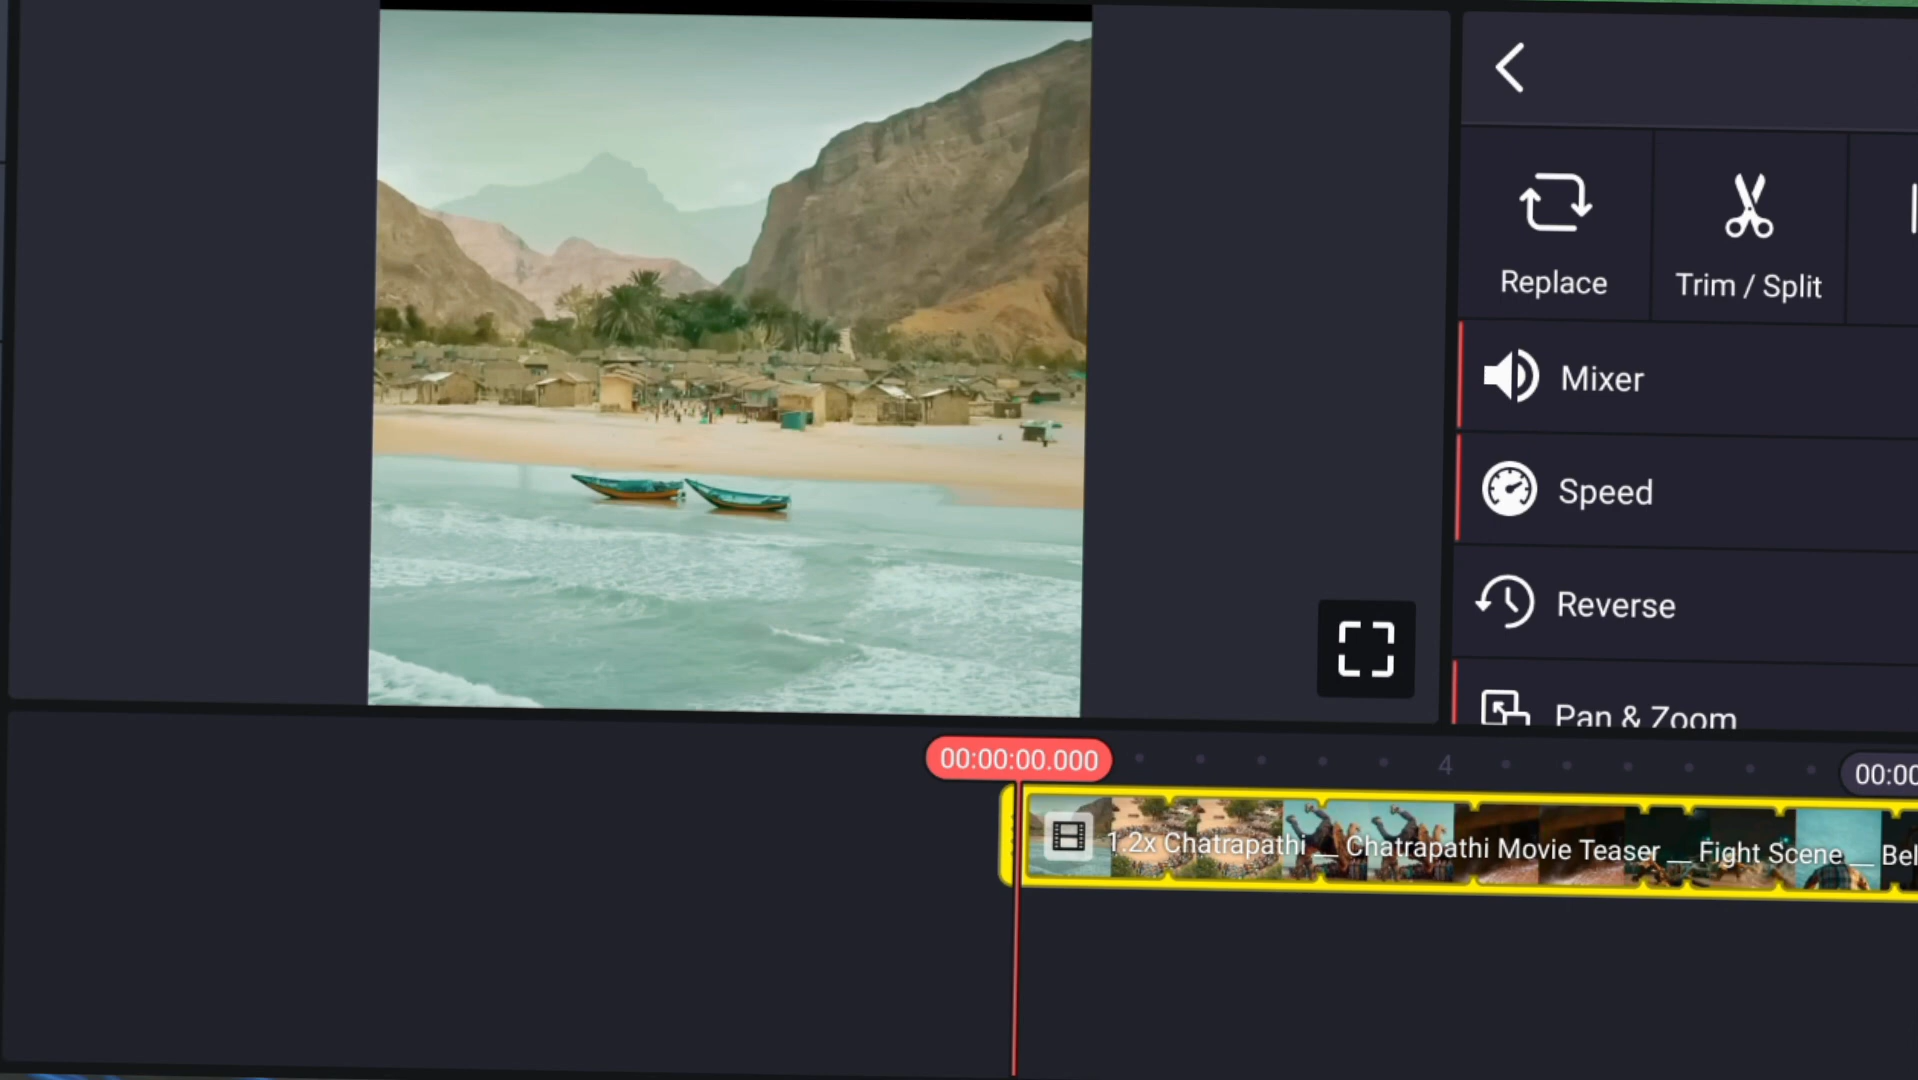 Replace
Trim / Split
Mixer
Speed
Reverse
Pan & Zoom
00:00:00.000
4
00:00
1.2x Chatrapathi __ Chatrapathi Movie Teaser __ Fight Scene __ Bel